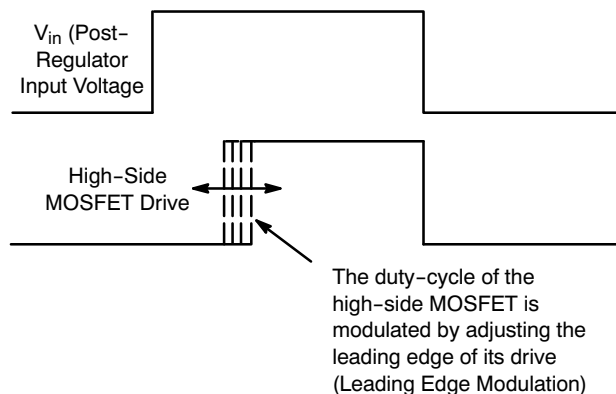 V_in (Post-
Regulator
Input Voltage
High-Side
MOSFET Drive
The duty-cycle of the
high-side MOSFET is
modulated by adjusting the
leading edge of its drive
(Leading Edge Modulation)